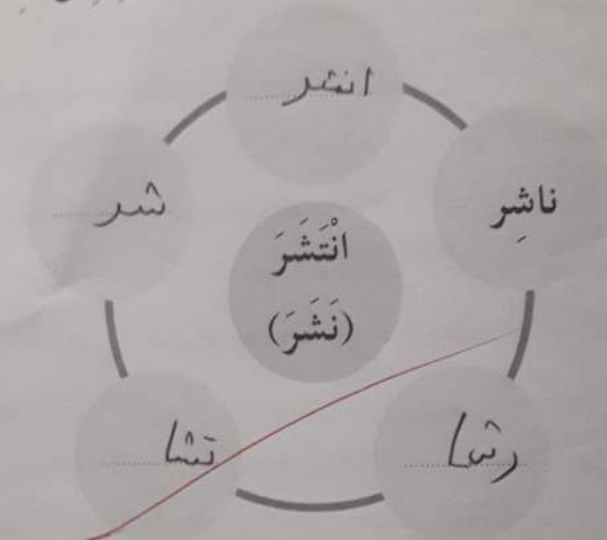 انشر
ناشِر
شر
انْتَشَرَ
(نَشَرَ)
رشا
تشا